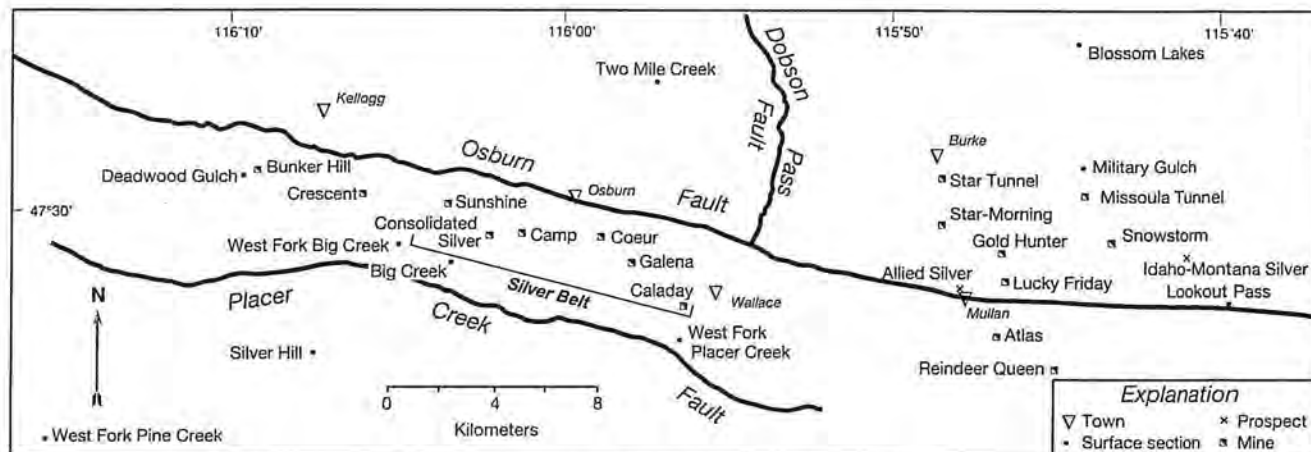 116°10'
116°00'
115°50'
115°40'
Dobson
Pass
Fault
Blossom Lakes
Two Mile Creek
Kellogg
Osburn
Fault
Burke
Deadwood Gulch
Bunker Hill
Crescent
Star Tunnel
Military Gulch
Missoula Tunnel
Osburn
47°30'
Sunshine
Consolidated
Silver
Camp
Coeur
Star-Morning
Gold Hunter
Snowstorm
West Fork Big Creek
Big Creek
Galena
Allied Silver
Lucky Friday
Idaho-Montana Silver
Lookout Pass
Silver Belt
Caladay
Wallace
Mullan
Placer
Creek
Fault
N
Silver Hill
West Fork
Placer Creek
Atlas
Reindeer Queen
0 2 4 8
Kilometers
West Fork Pine Creek
Explanation
Town
Prospect
Surface section
Mine